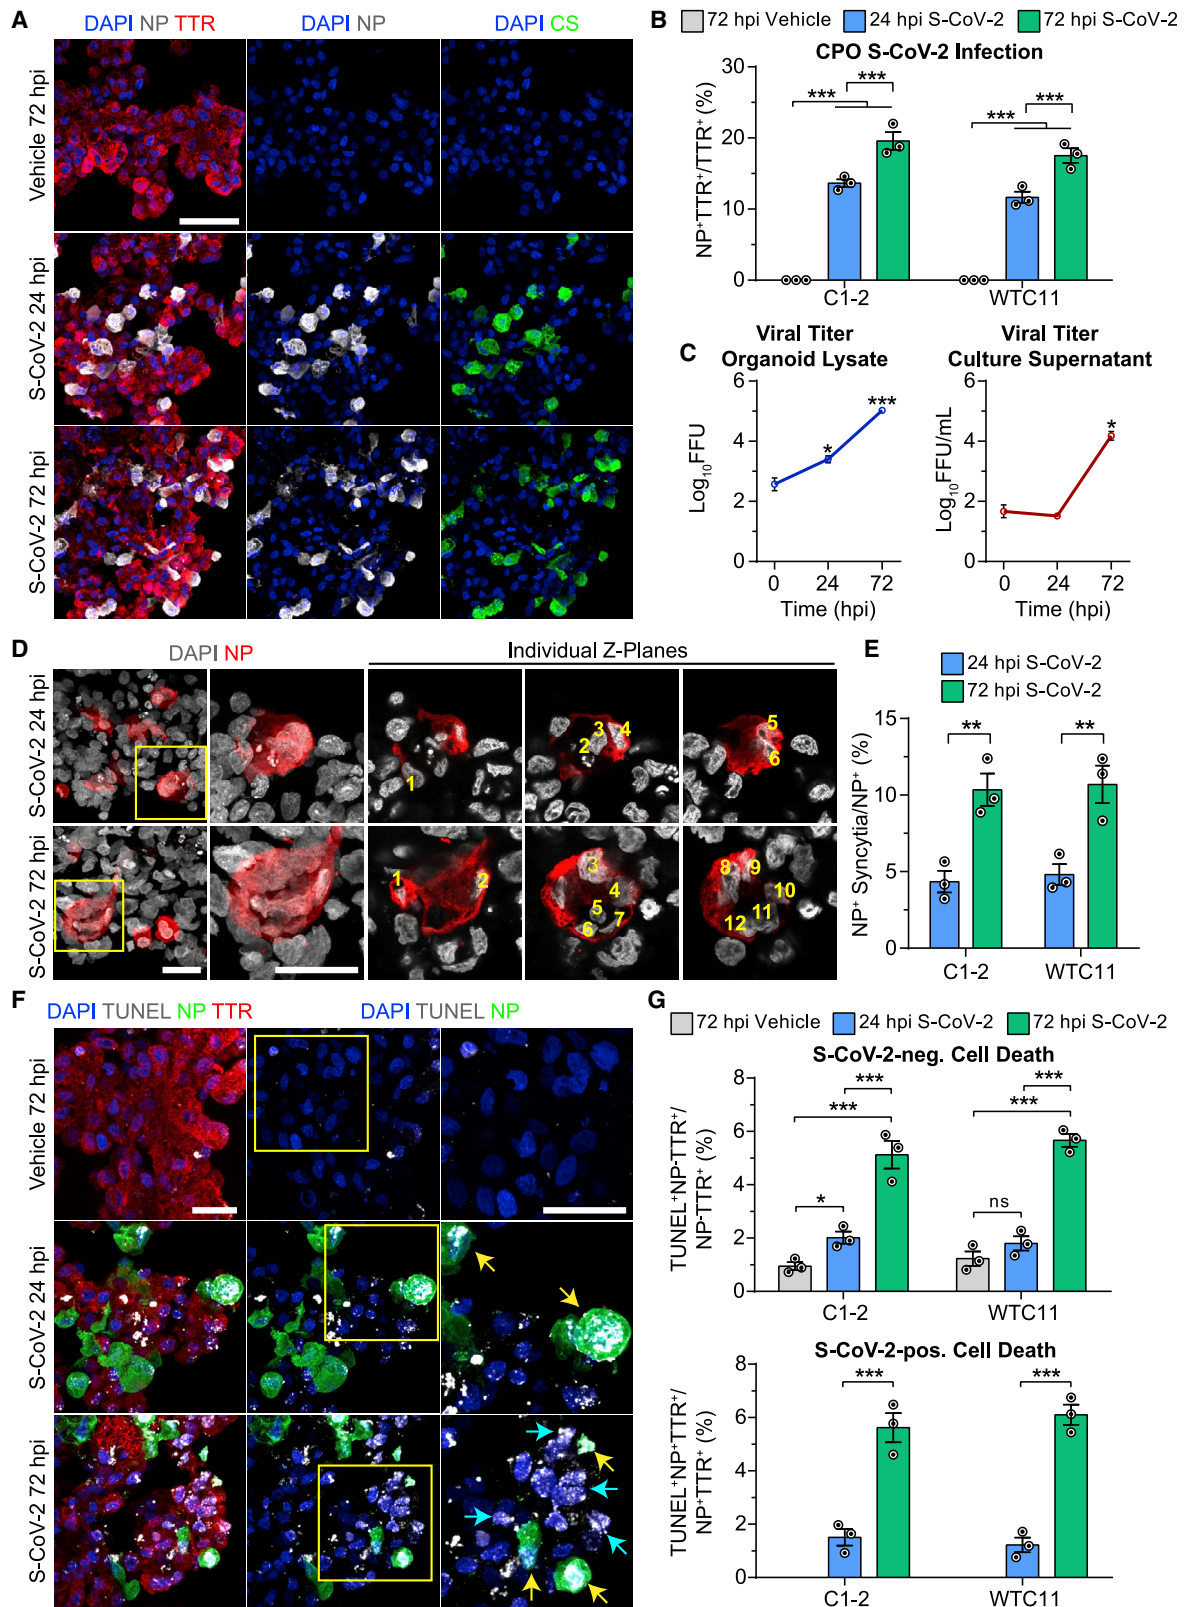 A
DAPI NP TTR
DAPI NP
DAPI CS
Vehicle 72 hpi
S-CoV-2 24 hpi
S-CoV-2 72 hpi
B
72 hpi Vehicle
24 hpi S-CoV-2
72 hpi S-CoV-2
CPO S-CoV-2 Infection
NP⁺TTR⁺/TTR⁺ (%)
30
20
10
0
***
***
***
***
C1-2
WTC11
C
Viral Titer
Organoid Lysate
Log₁₀FFU
6
4
2
0
*
***
0
24
72
Time (hpi)
Viral Titer
Culture Supernatant
Log₁₀FFU/mL
6
4
2
0
*
0
24
72
Time (hpi)
D
DAPI NP
Individual Z-Planes
S-CoV-2 24 hpi
1
2
3
4
5
6
S-CoV-2 72 hpi
1
2
3
4
5
6
7
8
9
10
11
12
E
24 hpi S-CoV-2
72 hpi S-CoV-2
NP⁺ Syncytia/NP⁺ (%)
15
10
5
0
**
**
C1-2
WTC11
F
DAPI TUNEL NP TTR
DAPI TUNEL NP
Vehicle 72 hpi
S-CoV-2 24 hpi
S-CoV-2 72 hpi
G
72 hpi Vehicle
24 hpi S-CoV-2
72 hpi S-CoV-2
S-CoV-2-neg. Cell Death
TUNEL⁺NP⁻TTR⁺/
NP⁻TTR⁺ (%)
8
6
4
2
0
***
***
*
***
***
ns
C1-2
WTC11
S-CoV-2-pos. Cell Death
TUNEL⁺NP⁺TTR⁺/
NP⁺TTR⁺ (%)
8
6
4
2
0
***
***
C1-2
WTC11